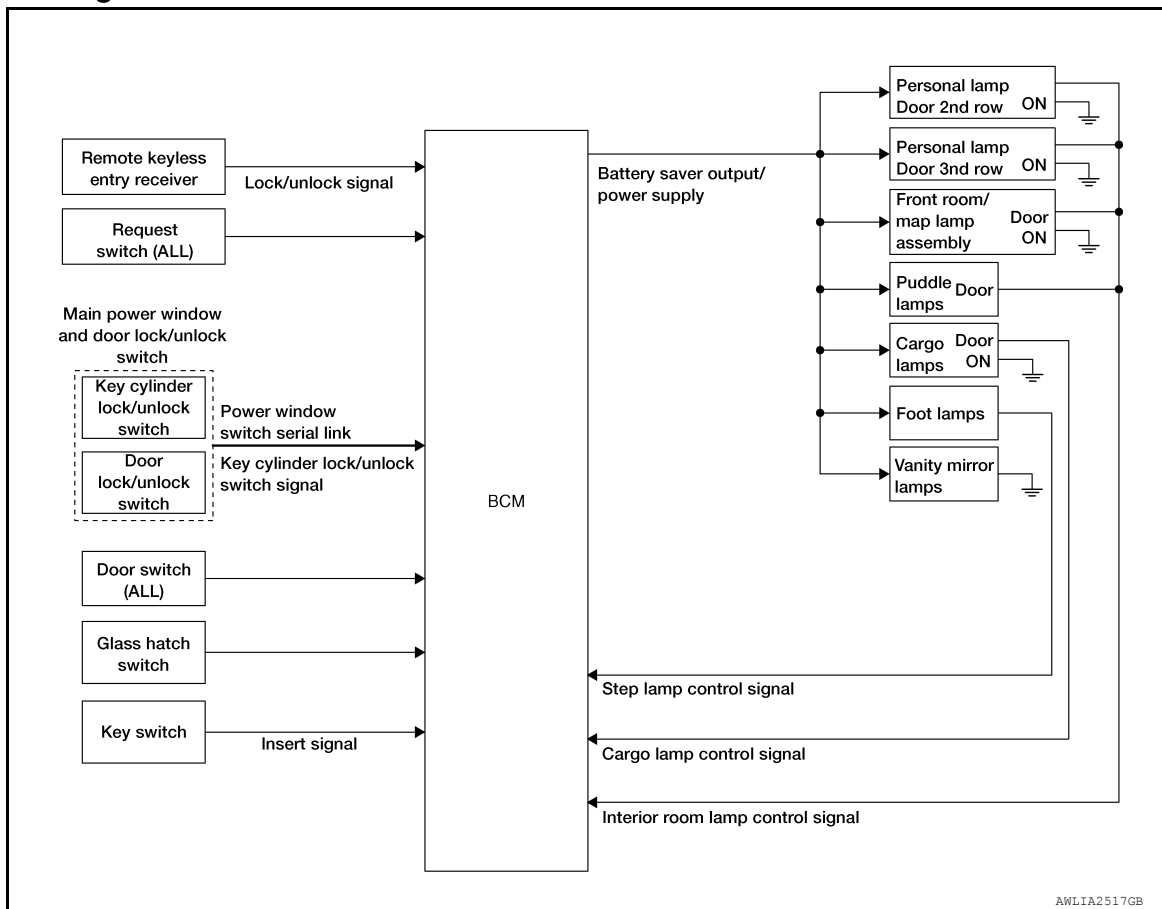 Remote keyless
entry receiver
Lock/unlock signal
Request
switch (ALL)
Main power window
and door lock/unlock
switch
Key cylinder
lock/unlock
switch
Door
lock/unlock
switch
Power window
switch serial link
Key cylinder lock/unlock
switch signal
Door switch
(ALL)
Glass hatch
switch
Key switch
Insert signal
BCM
Battery saver output/
power supply
Personal lamp
Door 2nd row ON
Personal lamp
Door 3nd row ON
Front room/
map lamp Door
assembly ON
Puddle Door
lamps
Cargo Door
lamps ON
Foot lamps
Vanity mirror
lamps
Step lamp control signal
Cargo lamp control signal
Interior room lamp control signal
AWLIA2517GB